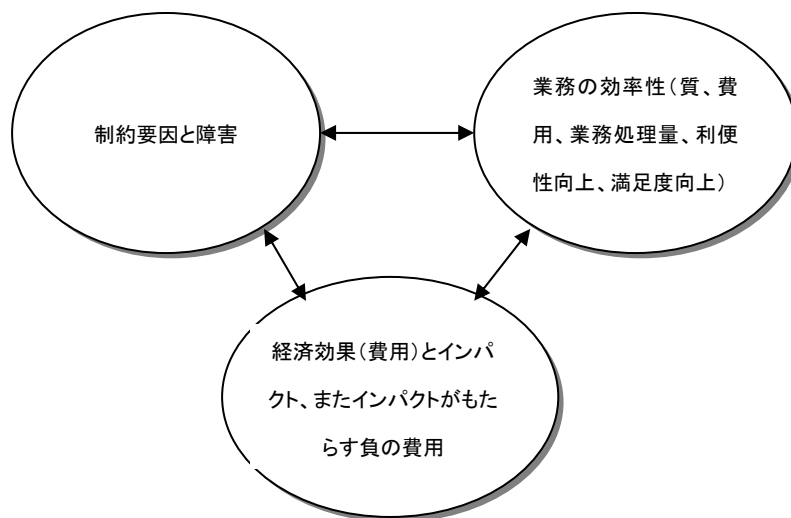 制約要因と障害
業務の効率性（質、費
用、業務処理量、利便
性向上、満足度向上）
経済効果（費用）とインパ
クト、またインパクトがもた
らす負の費用